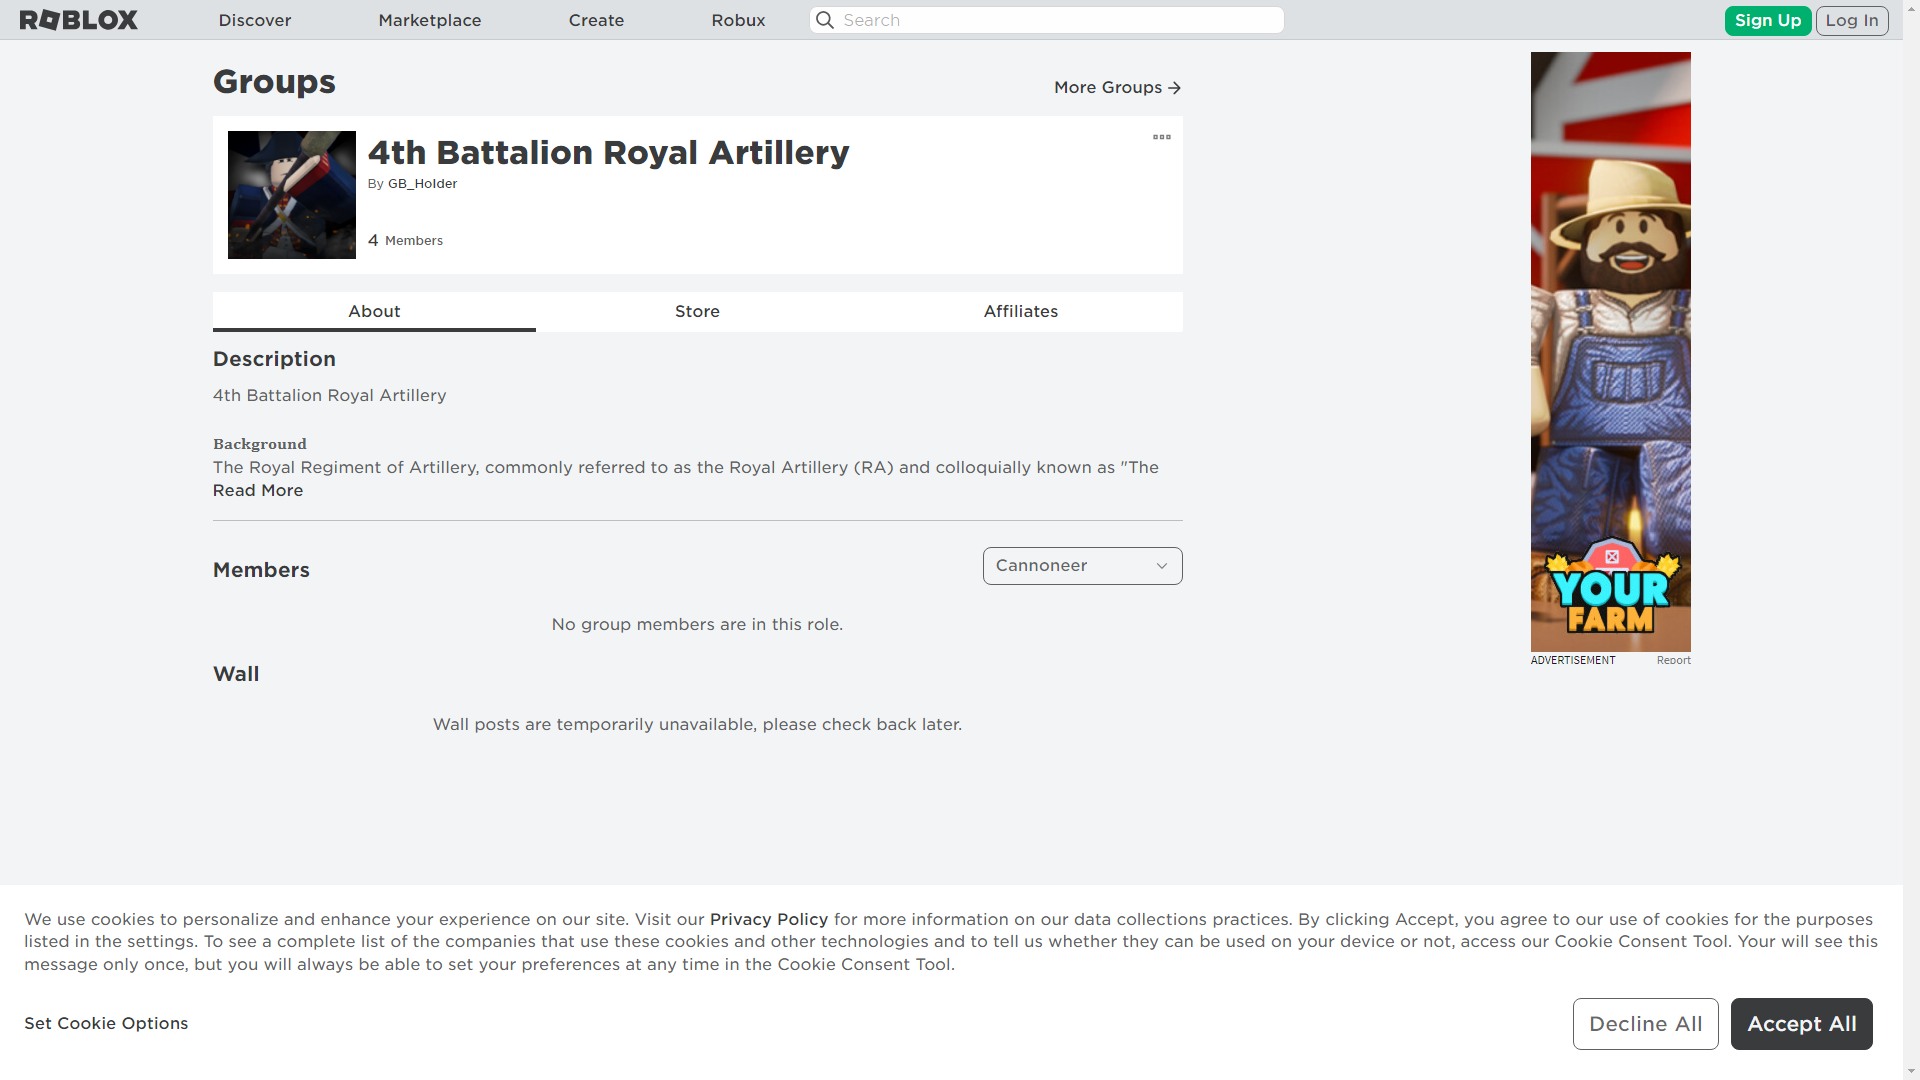 ROBLOX
Discover
Marketplace
Create
Robux
Search
Sign Up
Log In
Groups
More Groups
4th Battalion Royal Artillery
By GB_Holder
4 Members
About
Store
Affiliates
Description
4th Battalion Royal Artillery
Background
The Royal Regiment of Artillery, commonly referred to as the Royal Artillery (RA) and colloquially known as "The
Read More
Members
Cannoneer
No group members are in this role.
Wall
Wall posts are temporarily unavailable, please check back later.
YOUR
FARM
ADVERTISEMENT
Report
We use cookies to personalize and enhance your experience on our site. Visit our Privacy Policy for more information on our data collections practices. By clicking Accept, you agree to our use of cookies for the purposes
listed in the settings. To see a complete list of the companies that use these cookies and other technologies and to tell us whether they can be used on your device or not, access our Cookie Consent Tool. Your will see this
message only once, but you will always be able to set your preferences at any time in the Cookie Consent Tool.
Set Cookie Options
Decline All
Accept All